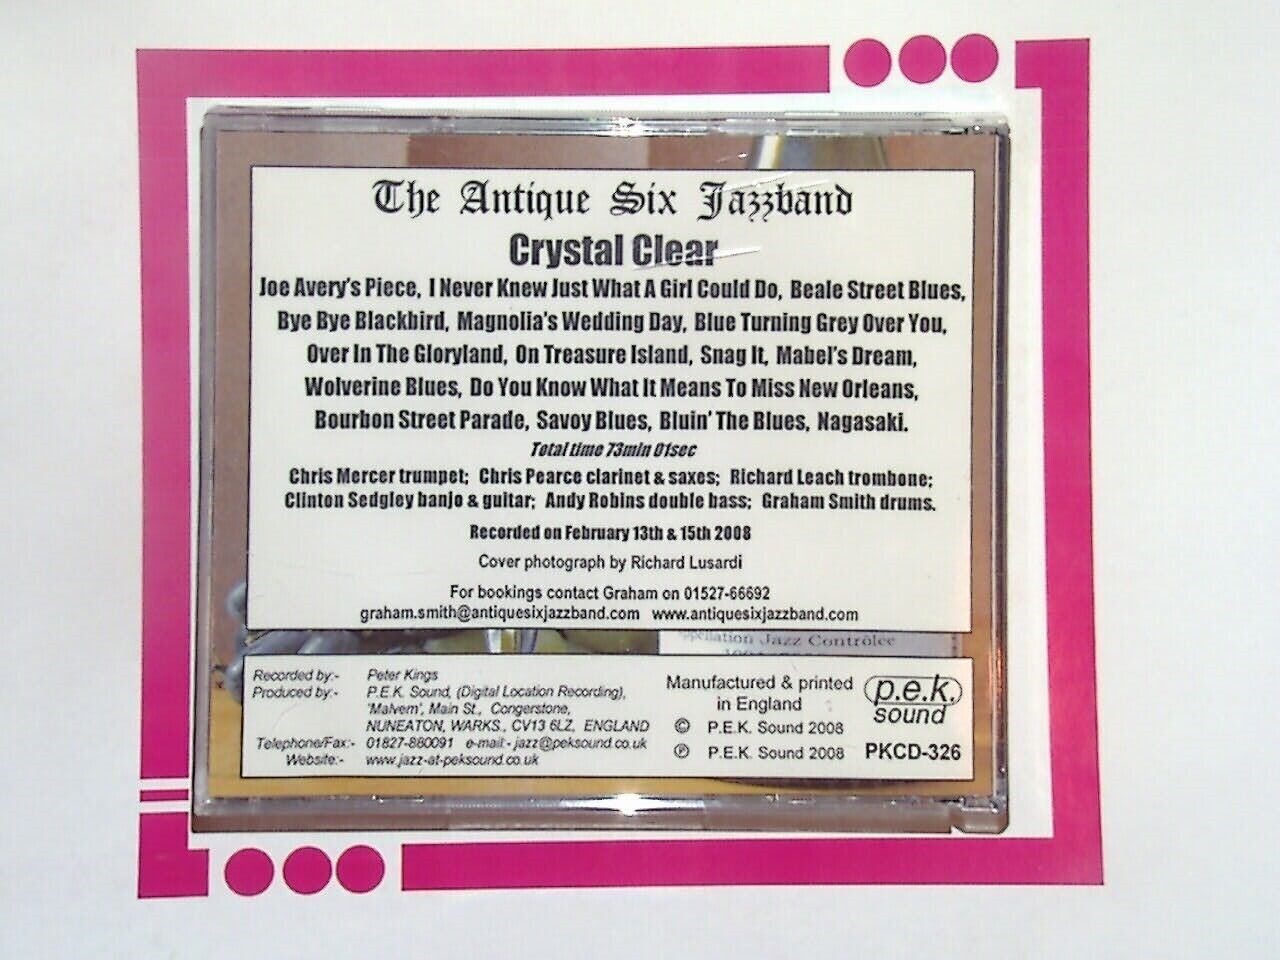 The Antique Six Jazzband
Crystal Clear
Joe Avery's Piece, I Never Knew Just What A Girl Could Do, Beale Street Blues,
Bye Bye Blackbird, Magnolia's Wedding Day, Blue Turning Grey Over You,
Over In The Gloryland, On Treasure Island, Snag It, Mabel's Dream,
Wolverine Blues, Do You Know What It Means To Miss New Orleans,
Bourbon Street Parade, Savoy Blues, Bluin' The Blues, Nagasaki.
Total time 73min 01sec
Chris Mercer trumpet; Chris Pearce clarinet & saxes; Richard Leach trombone;
Clinton Sedgley banjo & guitar; Andy Robins double bass; Graham Smith drums.
Recorded on February 13th & 15th 2008
Cover photograph by Richard Lusardi
For bookings contact Graham on 01527-66692
graham.smith@antiquesixjazzband.com www.antiquesixjazzband.com
Jazz Contrôlée
Recorded by:- Peter Kings
Produced by:- P.E.K. Sound, (Digital Location Recording),
'Malvern', Main St., Congerstone,
NUNEATON, WARKS., CV13 6LZ, ENGLAND
Telephone/Fax:- 01827-880091 e-mail:- jazz@peksound.co.uk
Website:- www.jazz-at-peksound.co.uk
Manufactured & printed
in England
© P.E.K. Sound 2008
℗ P.E.K. Sound 2008
p.e.k.
sound
PKCD-326